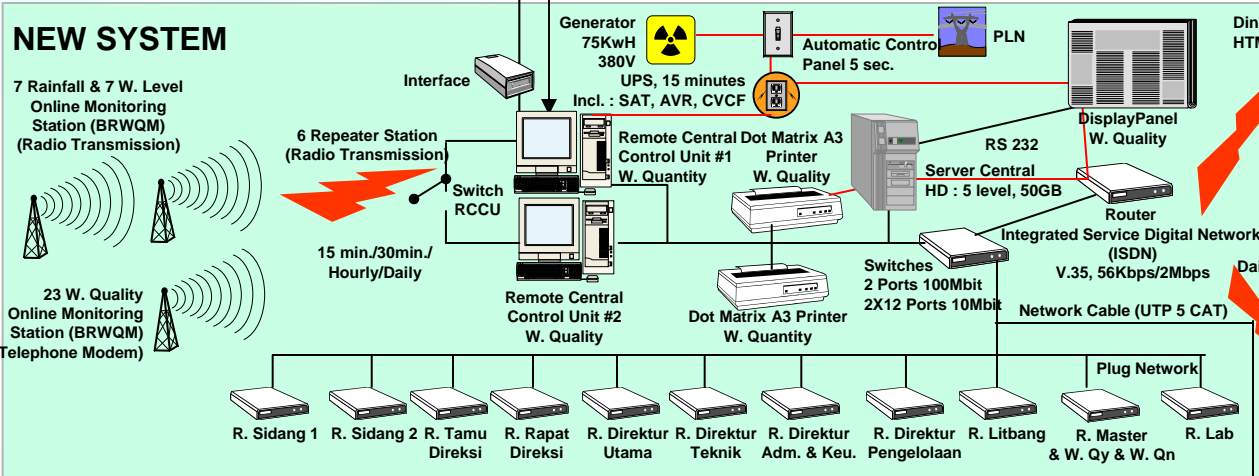 NEW SYSTEM
7 Rainfall & 7 W. Level
Online Monitoring
Station (BRWQM)
(Radio Transmission)
23 W. Quality
Online Monitoring
Station (BRWQM)
Telephone Modem)
6 Repeater Station
(Radio Transmission)
15 min./30min./
Hourly/Daily
Interface
Switch
RCCU
Generator
75KwH
380V
UPS, 15 minutes
Incl. : SAT, AVR, CVCF
Automatic Control
Panel 5 sec.
PLN
Remote Central
Control Unit #1
W. Quantity
Remote Central
Control Unit #2
W. Quality
Dot Matrix A3
Printer
W. Quality
Dot Matrix A3 Printer
W. Quantity
RS 232
Server Central
HD : 5 level, 50GB
DisplayPanel
W. Quality
Router
Integrated Service Digital Network
(ISDN)
V.35, 56Kbps/2Mbps
Switches
2 Ports 100Mbit
2X12 Ports 10Mbit
Network Cable (UTP 5 CAT)
Plug Network
R. Sidang 1
R. Sidang 2
R. Tamu
Direksi
R. Rapat
Direksi
R. Direktur
Utama
R. Direktur
Teknik
R. Direktur
Adm. & Keu.
R. Direktur
Pengelolaan
R. Litbang
R. Master
& W. Qy & W. Qn
R. Lab